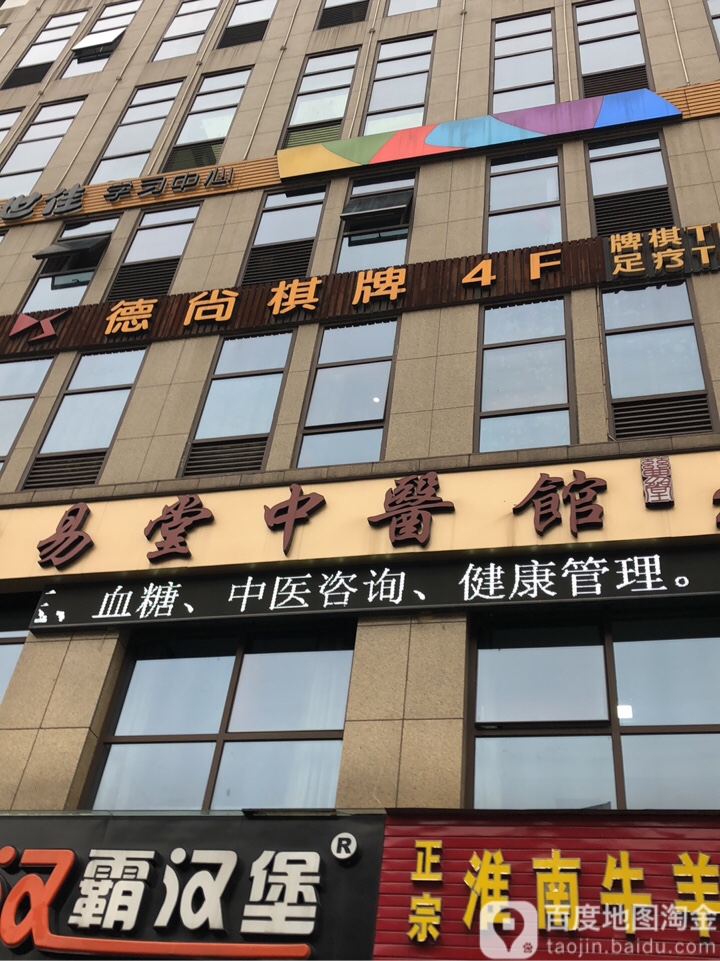 世佳 学习中心
德尚棋牌 4F
牌棋
足疗
易堂中醫館
、血糖、中医咨询、健康管理。
汉霸汉堡®
正宗
淮南牛羊
百度地图淘金
taojin.baidu.com